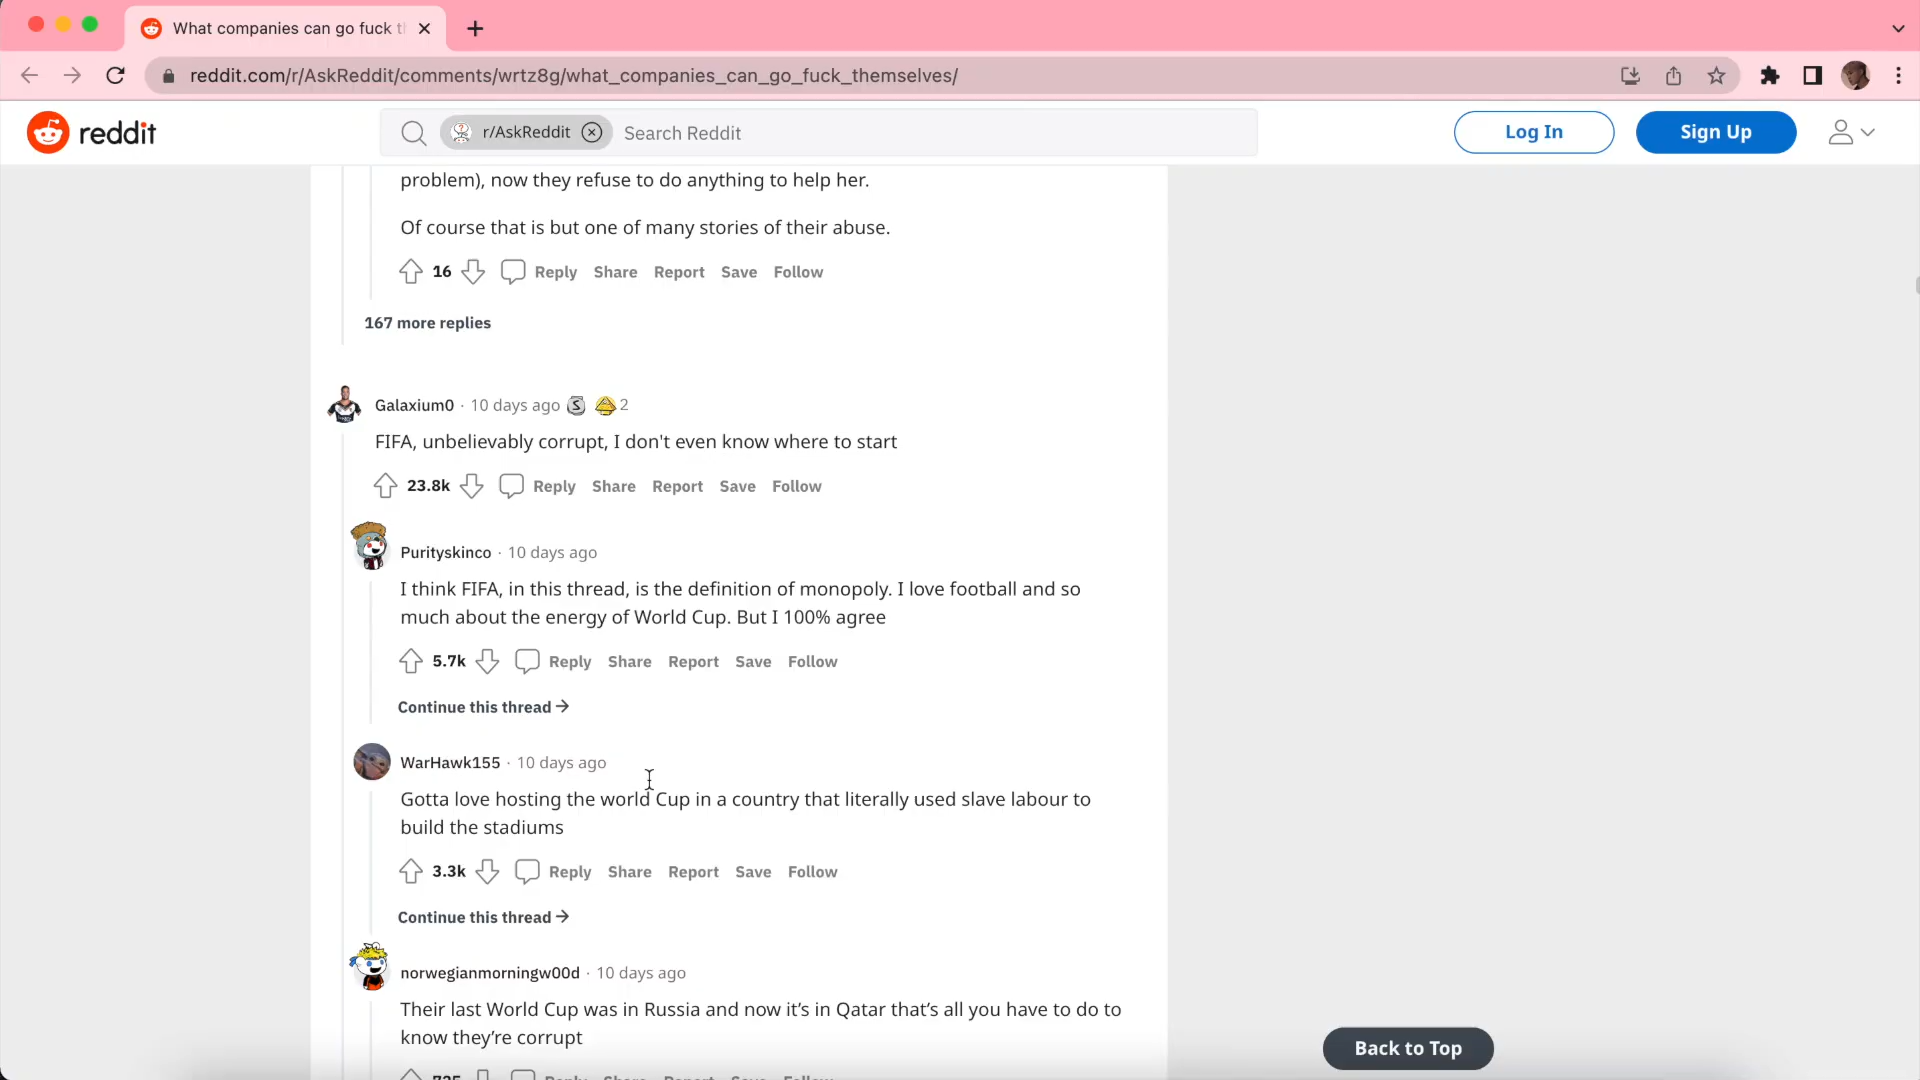 What companies can go fuck t
reddit.com/r/AskReddit/comments/wrtz8g/what_companies_can_go_fuck_themselves/
reddit
r/AskReddit
Search Reddit
Log In
Sign Up
problem), now they refuse to do anything to help her.
Of course that is but one of many stories of their abuse.
16 Reply Share Report Save Follow
167 more replies
Galaxium0 · 10 days ago S 2
FIFA, unbelievably corrupt, I don't even know where to start
23.8k Reply Share Report Save Follow
Purityskinco · 10 days ago
I think FIFA, in this thread, is the definition of monopoly. I love football and so
much about the energy of World Cup. But I 100% agree
5.7k Reply Share Report Save Follow
Continue this thread →
WarHawk155 · 10 days ago
Gotta love hosting the world Cup in a country that literally used slave labour to
build the stadiums
3.3k Reply Share Report Save Follow
Continue this thread →
norwegianmorningw00d · 10 days ago
Their last World Cup was in Russia and now it’s in Qatar that’s all you have to do to
know they’re corrupt
725 Reply Share Report Save Follow
Back to Top